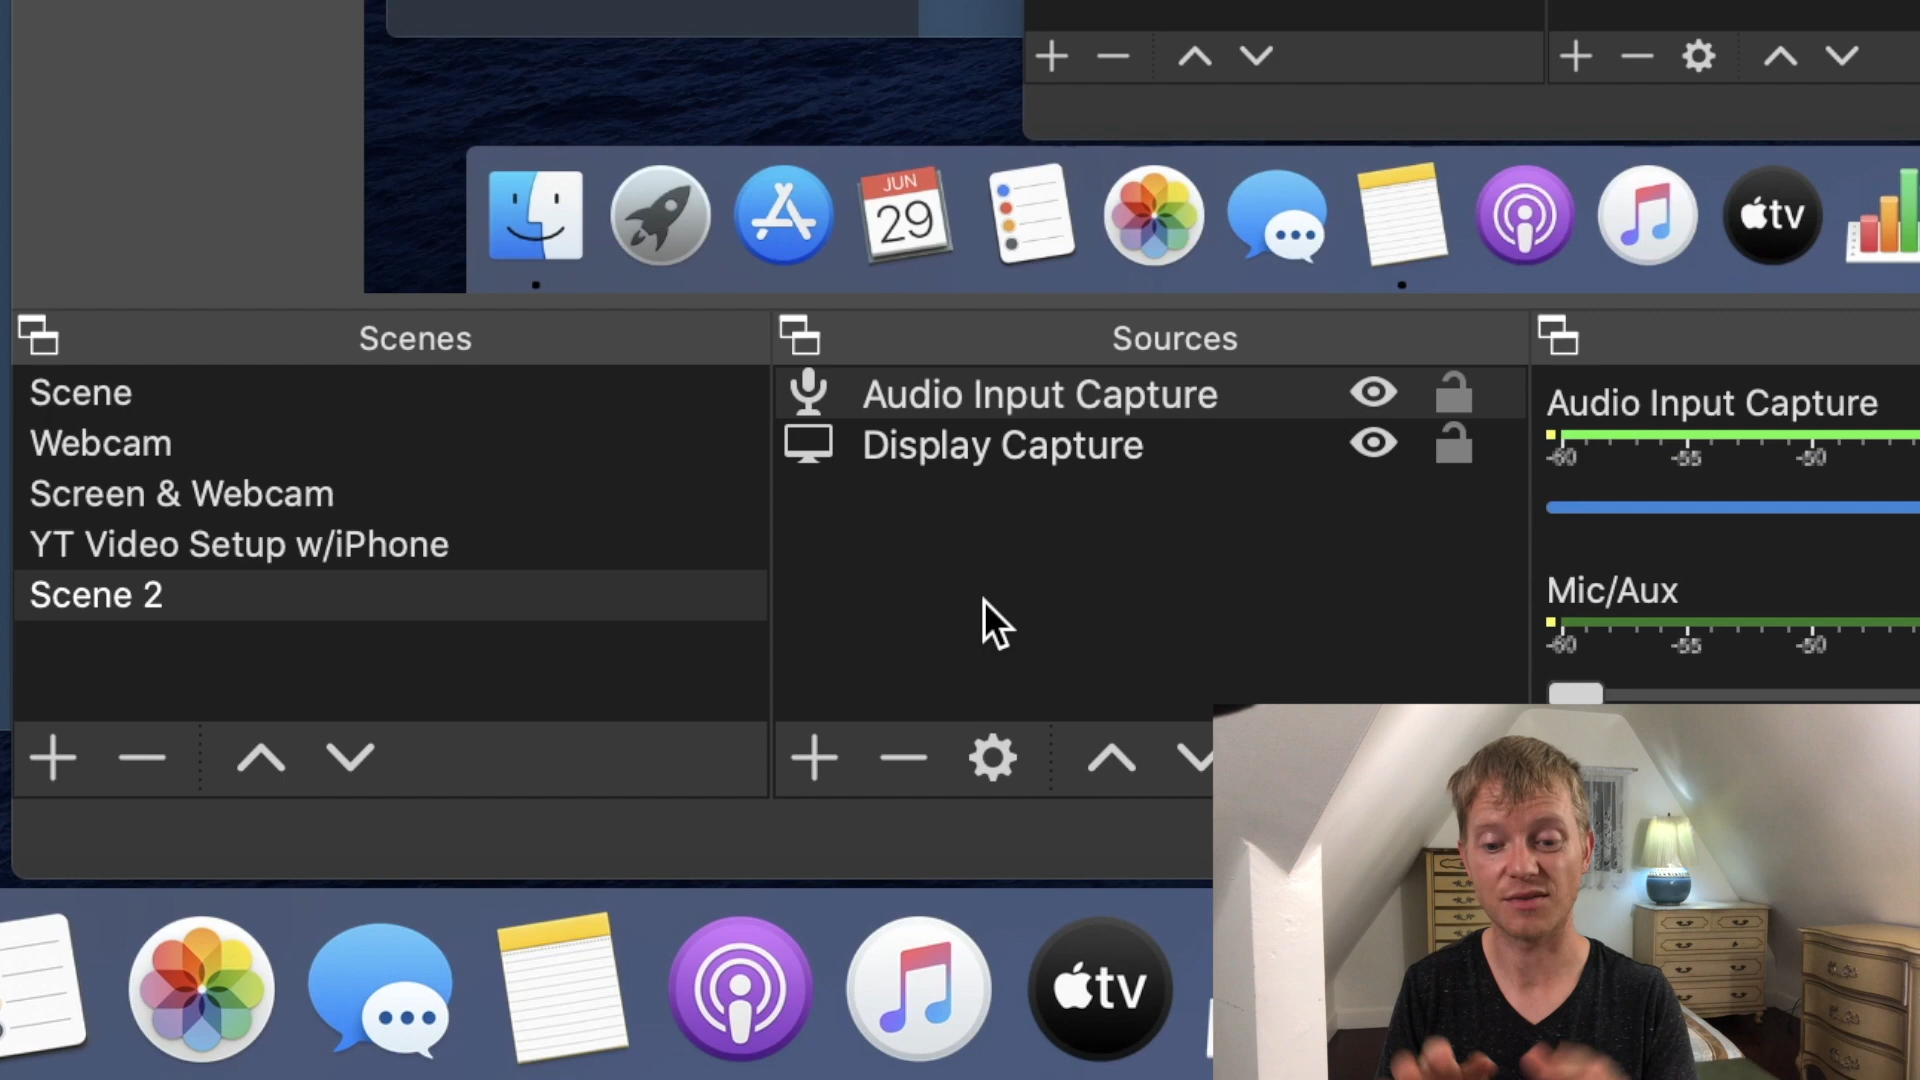 JUN
29
tv
Scenes
Sources
Scene
Webcam
Screen & Webcam
YT Video Setup w/iPhone
Scene 2
Audio Input Capture
Display Capture
Audio Input Capture
-60 -55 -50
Mic/Aux
-60 -55 -50
tv